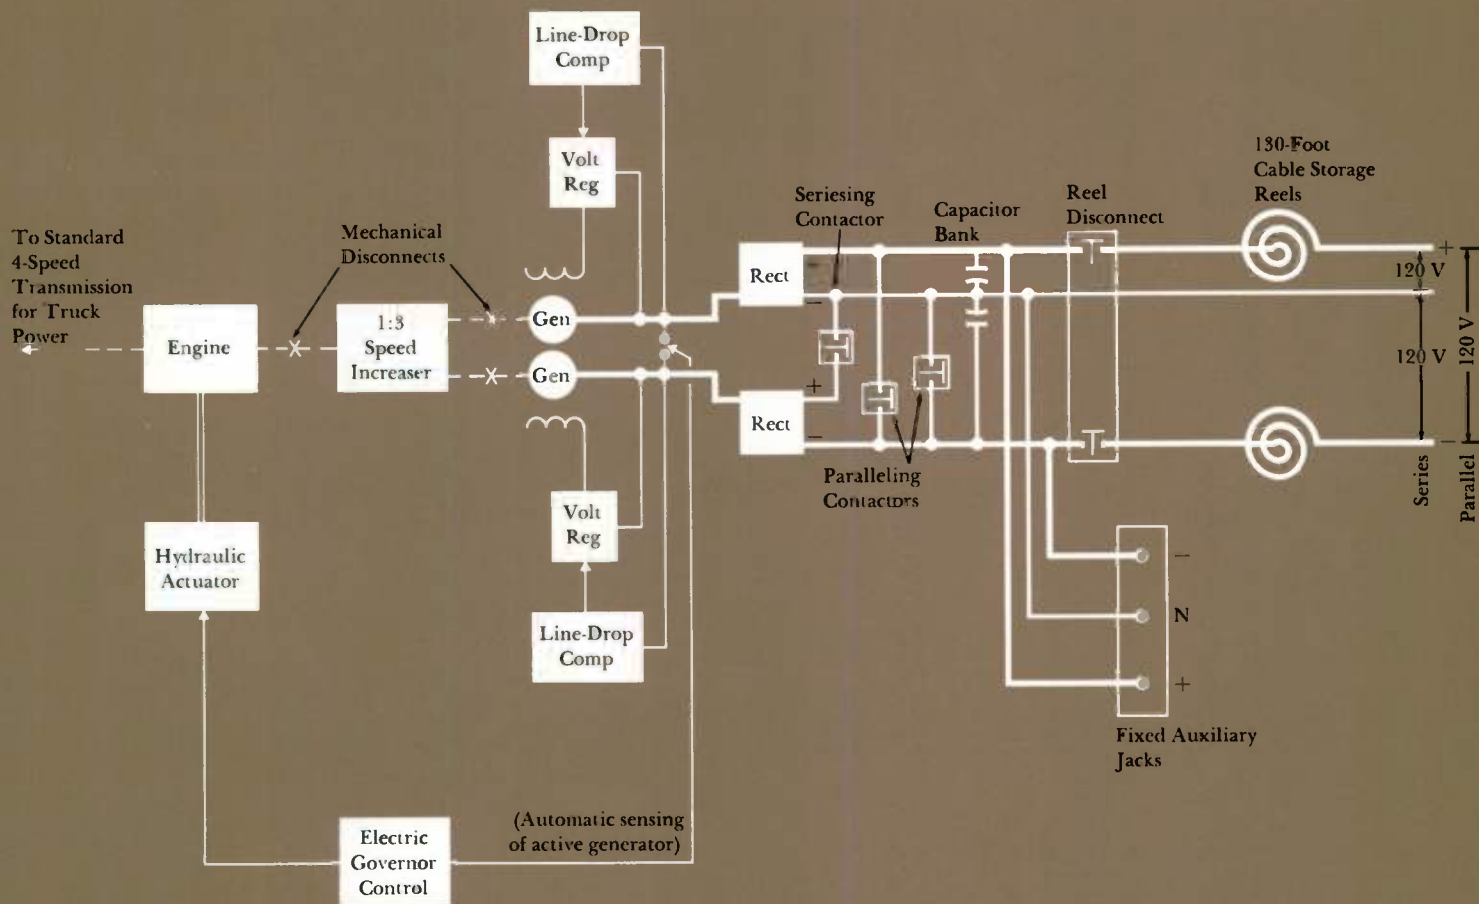 Line-Drop
Comp
Volt
Reg
To Standard
4-Speed
Transmission
for Truck
Power
Mechanical
Disconnects
Engine
1:3
Speed
Increaser
Gen
Gen
Seriesing
Contactor
Capacitor
Bank
Reel
Disconnect
130-Foot
Cable Storage
Reels
Rect
−
+
Rect
−
Paralleling
Contactors
+
120 V
−
120 V
120 V
−
Series
Parallel
Volt
Reg
Line-Drop
Comp
Hydraulic
Actuator
−
N
+
Fixed Auxiliary
Jacks
(Automatic sensing
of active generator)
Electric
Governor
Control